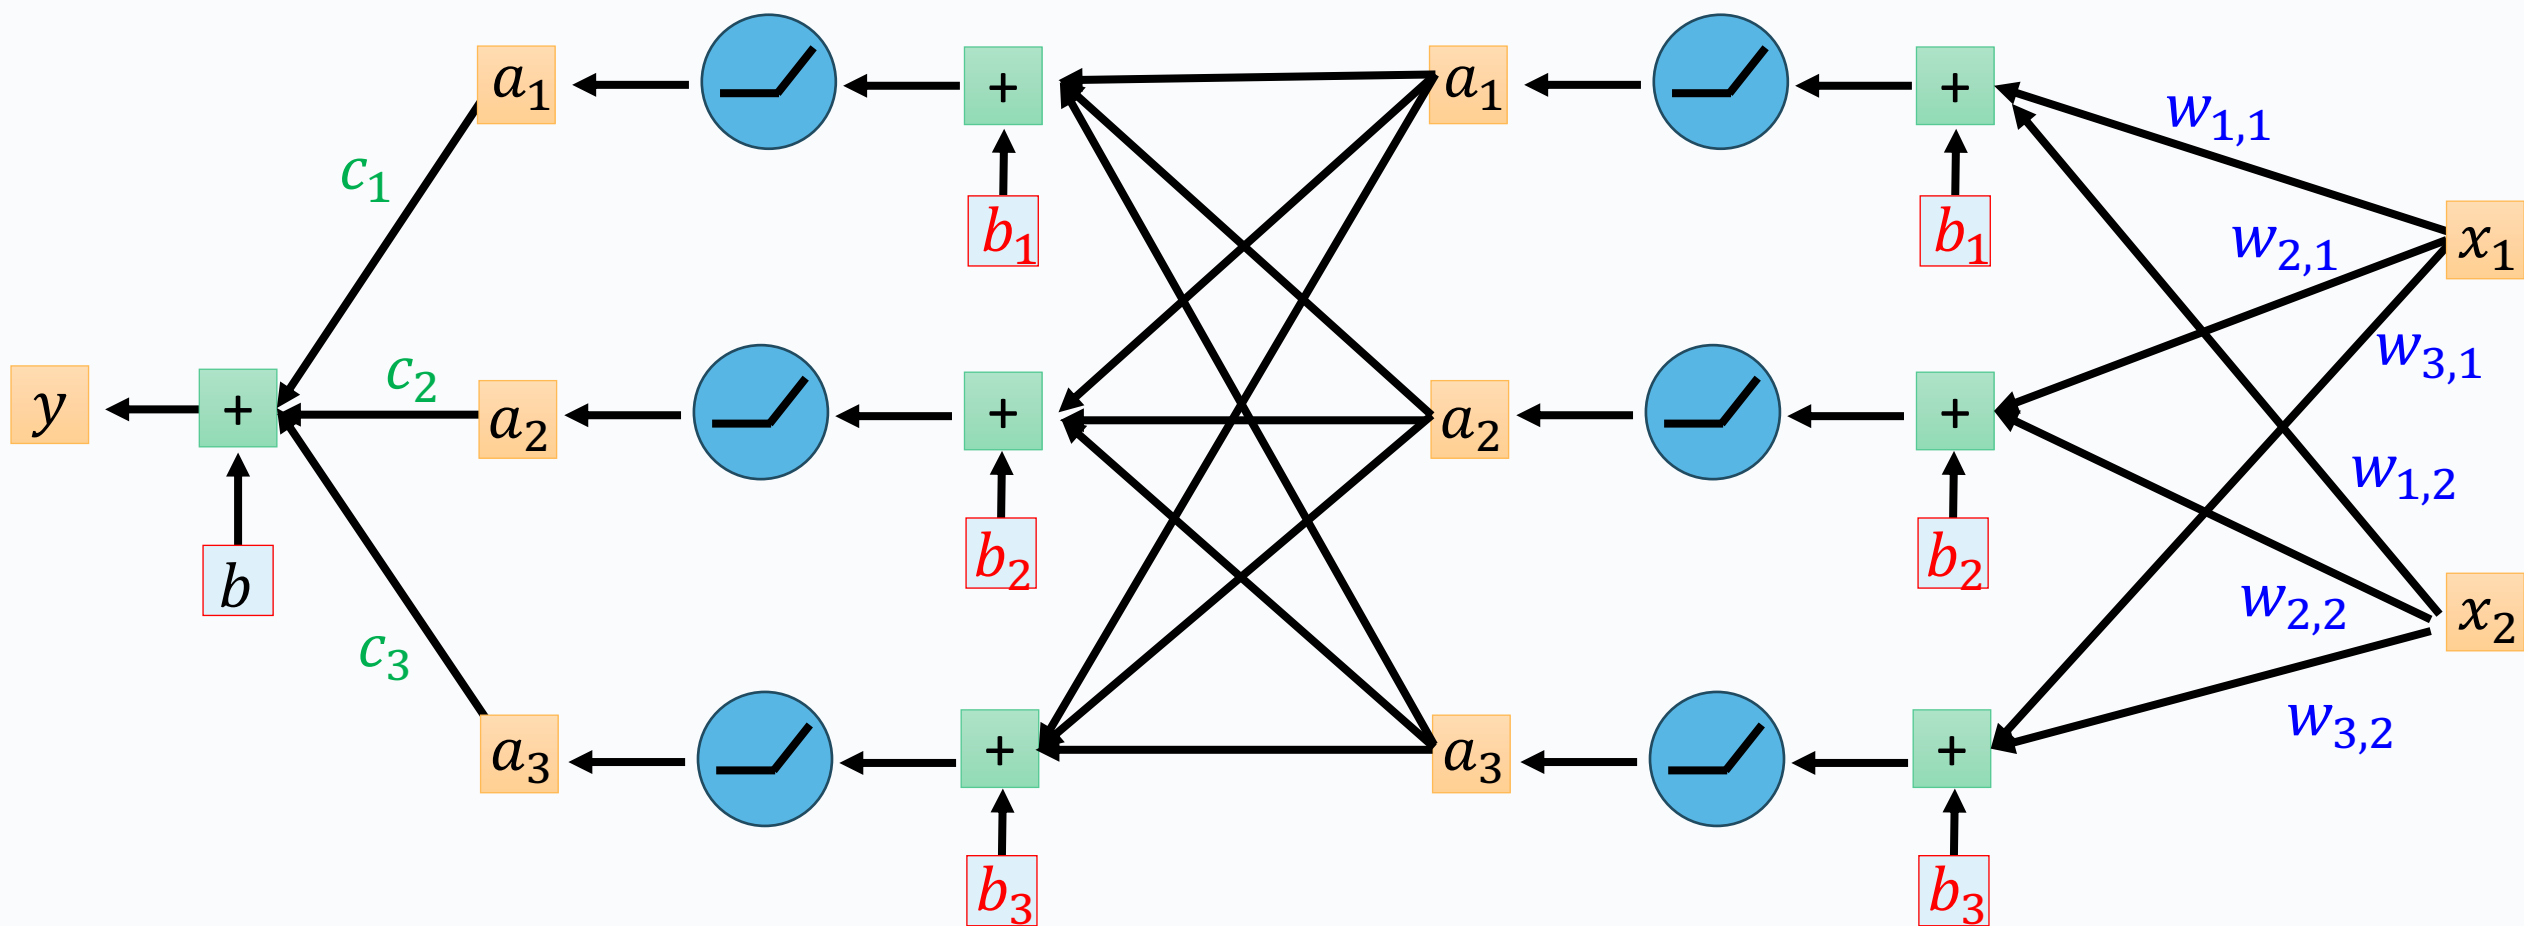 a₁ + a₁ + w₁,₁
c₁ b₁ b₁ w₂,₁ x₁
w₃,₁
y + c₂ a₂ + a₂ +
w₁,₂
b b₂ b₂ w₂,₂ x₂
c₃ w₃,₂
a₃ + a₃ +
b₃ b₃